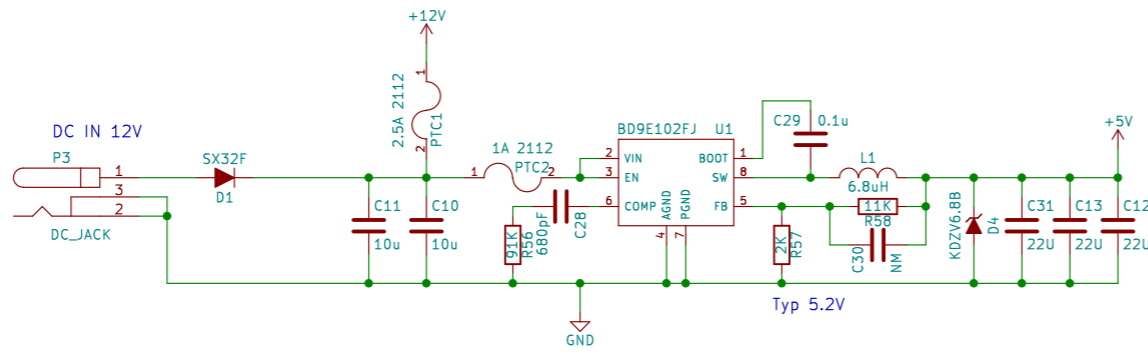 +12V
1
2.5A 2112
PTC1
2
DC IN 12V
P3
1
3
2
DC_JACK
SX32F
D1
C11
10u
C10
10u
1A 2112
1
PTC2
2
680pF
C28
91K
R56
BD9E102FJ
U1
2
VIN
3
EN
6
COMP
BOOT
1
SW
8
FB
5
AGND
4
PGND
7
C29
0.1u
L1
6.8uH
11K
R58
2K
R57
C30
NM
KDZV6.8B
D4
C31
22U
C13
22U
C12
22U
+5V
Typ 5.2V
GND